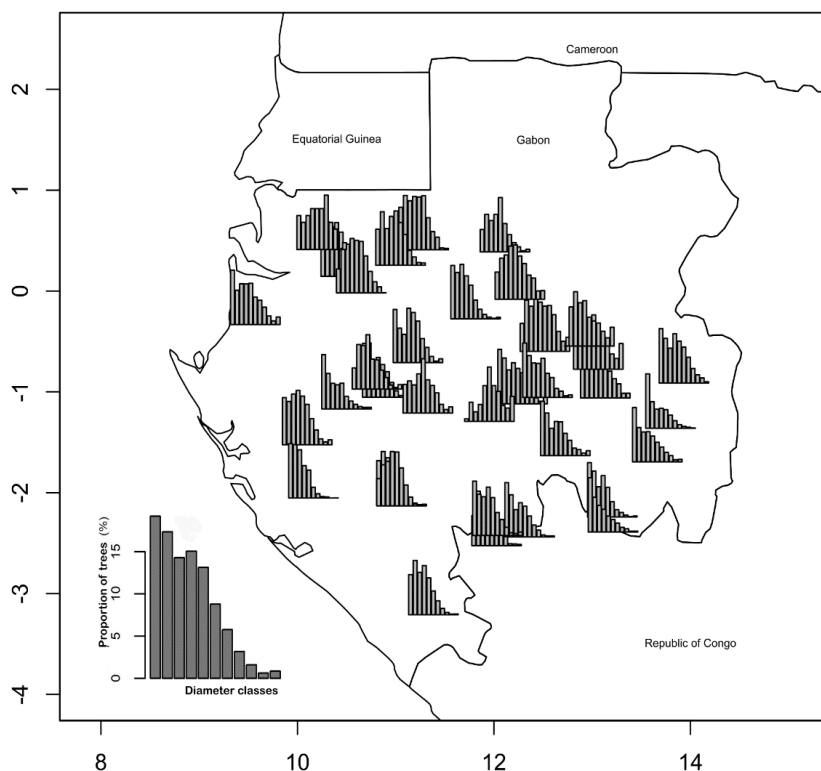 Cameroon
Equatorial Guinea
Gabon
2
1
0
-1
-2
-3
-4
Proportion of trees (%)
15
10
5
0
Diameter classes
Republic of Congo
8
10
12
14